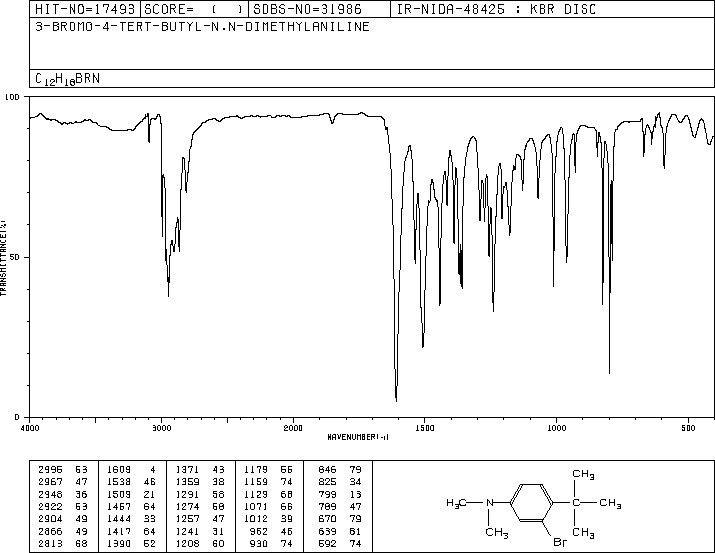 HIT-NO=17493 SCORE= ( ) SDBS-NO=31986 IR-NIDA-48425 : KBR DISC
3-BROMO-4-TERT-BUTYL-N,N-DIMETHYLANILINE
C12H18BRN
100
50
0
TRANSMITTANCE(%)
4000 3000 2000 1500 1000 500
WAVENUMBER(-1)
2995 63 1609 4 1371 43 1179 55 846 79
2967 47 1538 46 1359 38 1159 74 825 34
2948 36 1509 21 1291 58 1129 68 799 13
2922 53 1467 64 1274 58 1071 66 789 47
2904 49 1444 33 1257 47 1012 39 670 79
2866 49 1417 64 1241 31 962 46 639 81
2813 68 1390 52 1208 60 930 74 592 74
CH3
H3C N C CH3
CH3 CH3
Br